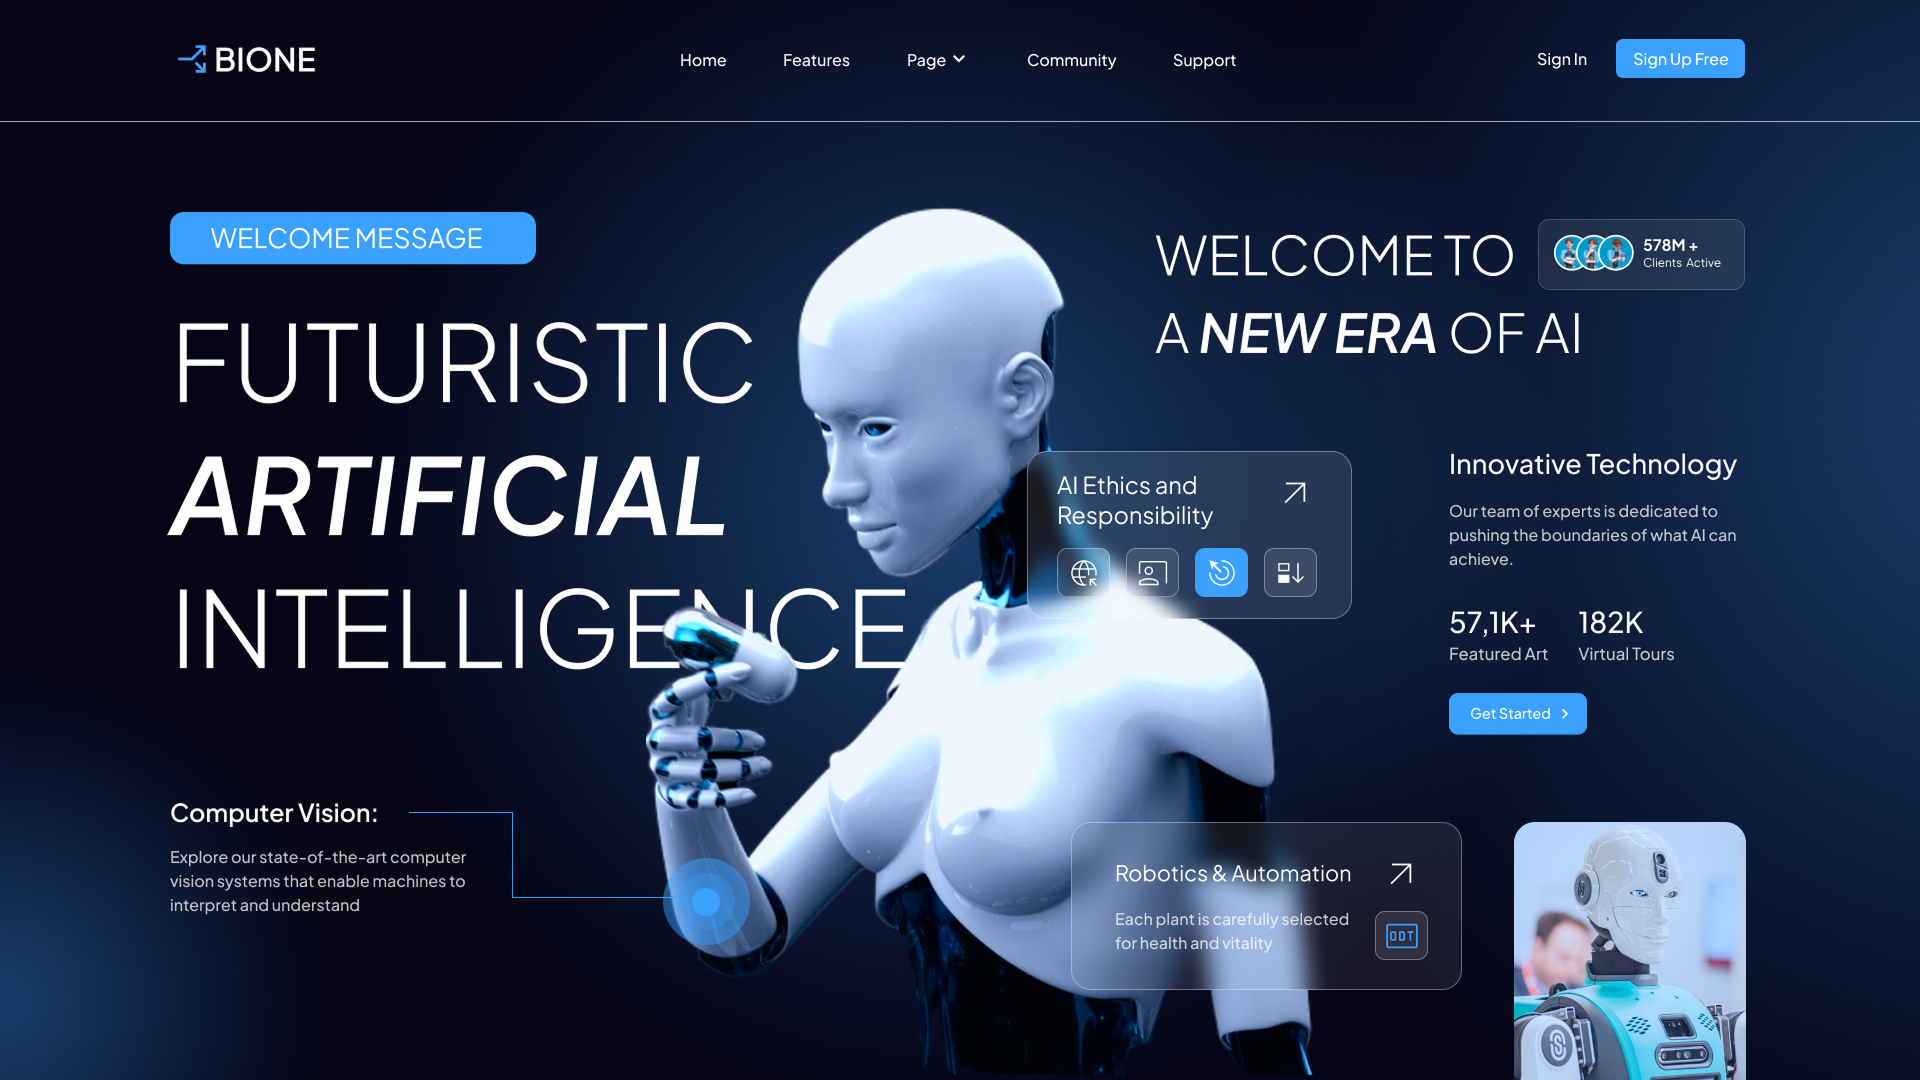 BIONE
Home
Features
Page
Community
Support
Sign In
Sign Up Free
WELCOME MESSAGE
FUTURISTIC
ARTIFICIAL
INTELLIGENCE
WELCOME TO
A NEW ERA OF AI
578M +
Clients Active
AI Ethics and
Responsibility
Innovative Technology
Our team of experts is dedicated to
pushing the boundaries of what AI can
achieve.
57,1K+
Featured Art
182K
Virtual Tours
Get Started
Computer Vision:
Explore our state-of-the-art computer
vision systems that enable machines to
interpret and understand
Robotics & Automation
Each plant is carefully selected
for health and vitality
ODT